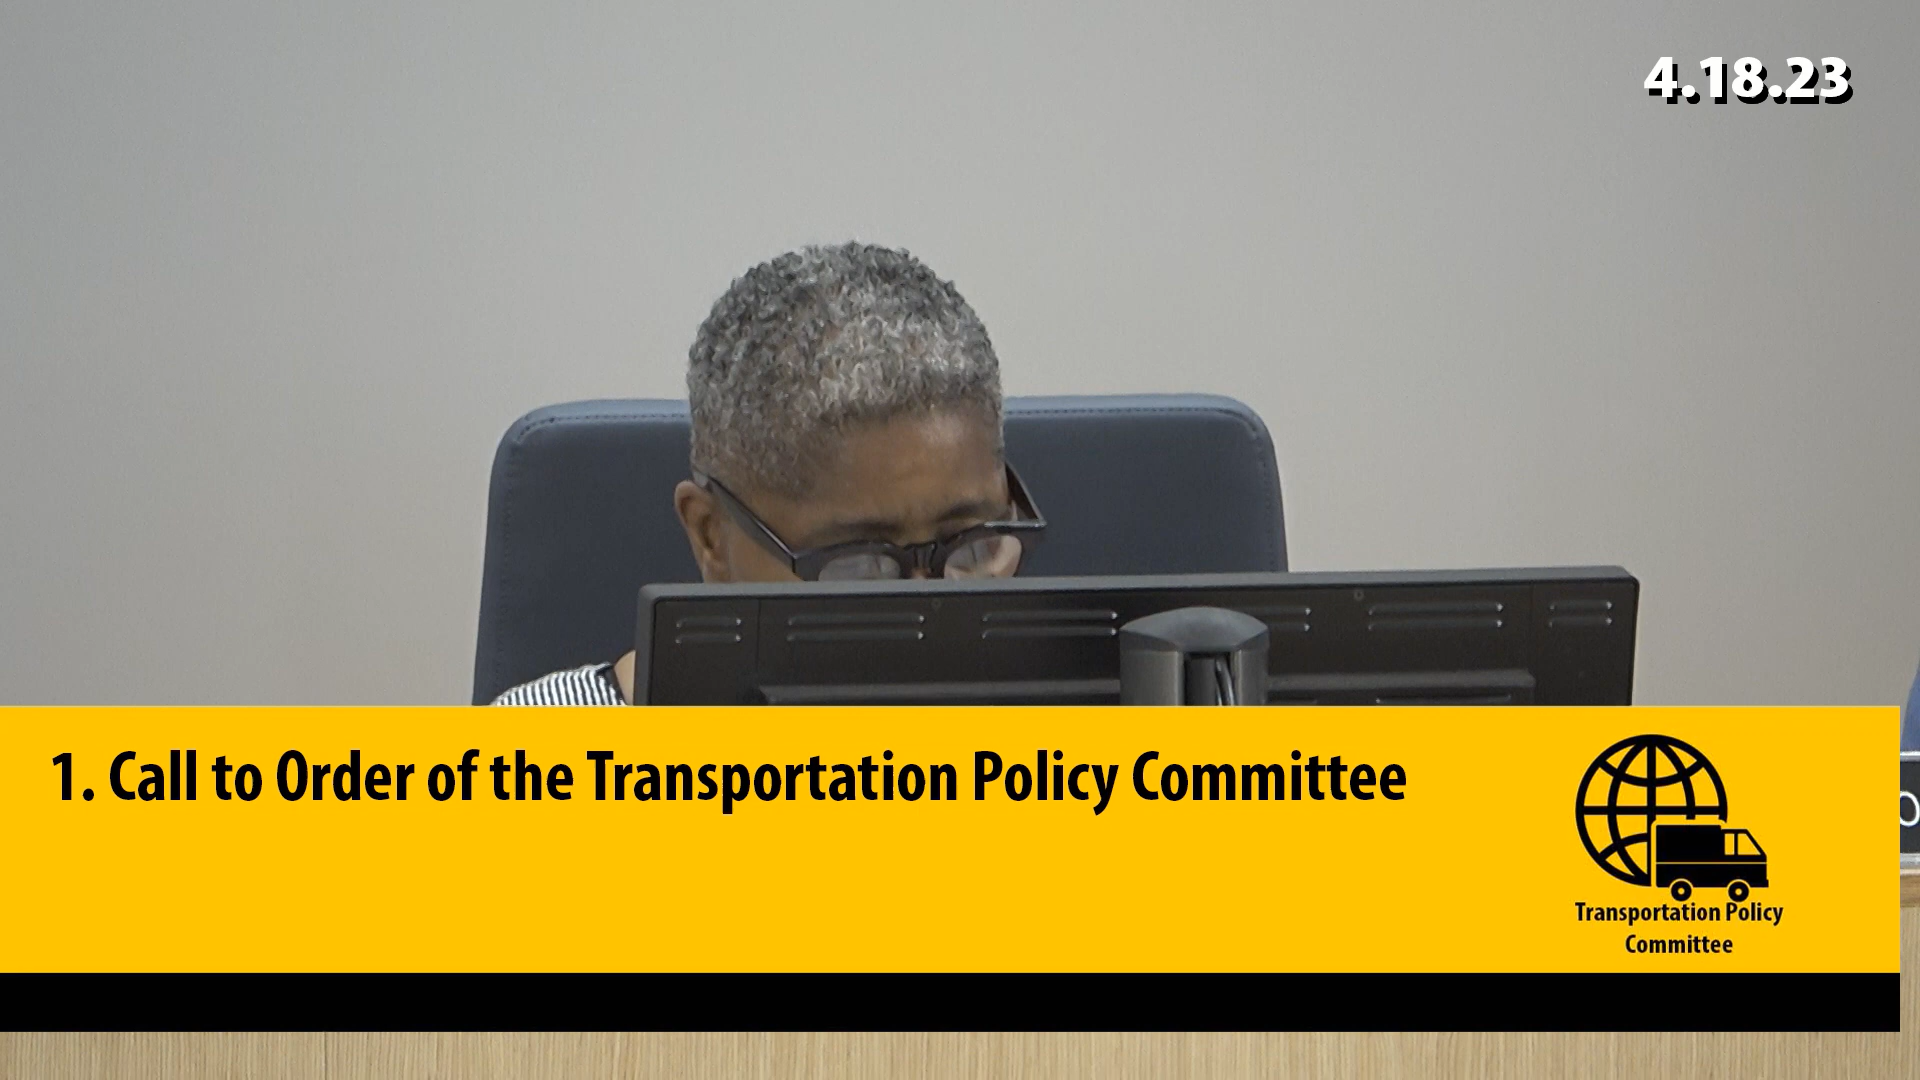 4.18.23
1. Call to Order of the Transportation Policy Committee
Transportation Policy
Committee